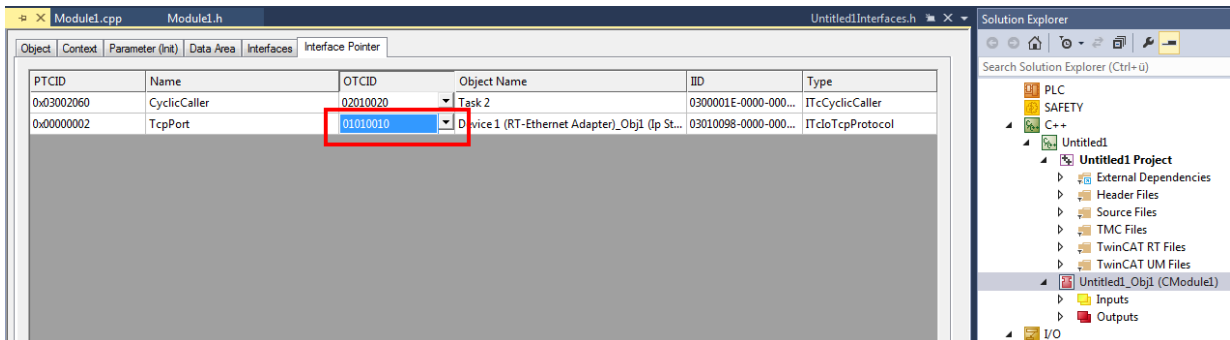 Module1.cpp Module1.h Untitled1Interfaces.h
Object Context Parameter (Init) Data Area Interfaces Interface Pointer
PTCID Name OTCID Object Name IID Type
0x03002060 CyclicCaller 02010020 Task 2 0300001E-0000-000... ITcCyclicCaller
0x00000002 TcpPort 01010010 Device 1 (RT-Ethernet Adapter)_Obj1 (Ip St... 03010098-0000-000... ITcIoTcpProtocol
Solution Explorer
Search Solution Explorer (Ctrl+ü)
PLC
SAFETY
C++
Untitled1
Untitled1 Project
External Dependencies
Header Files
Source Files
TMC Files
TwinCAT RT Files
TwinCAT UM Files
Untitled1_Obj1 (CModule1)
Inputs
Outputs
I/O